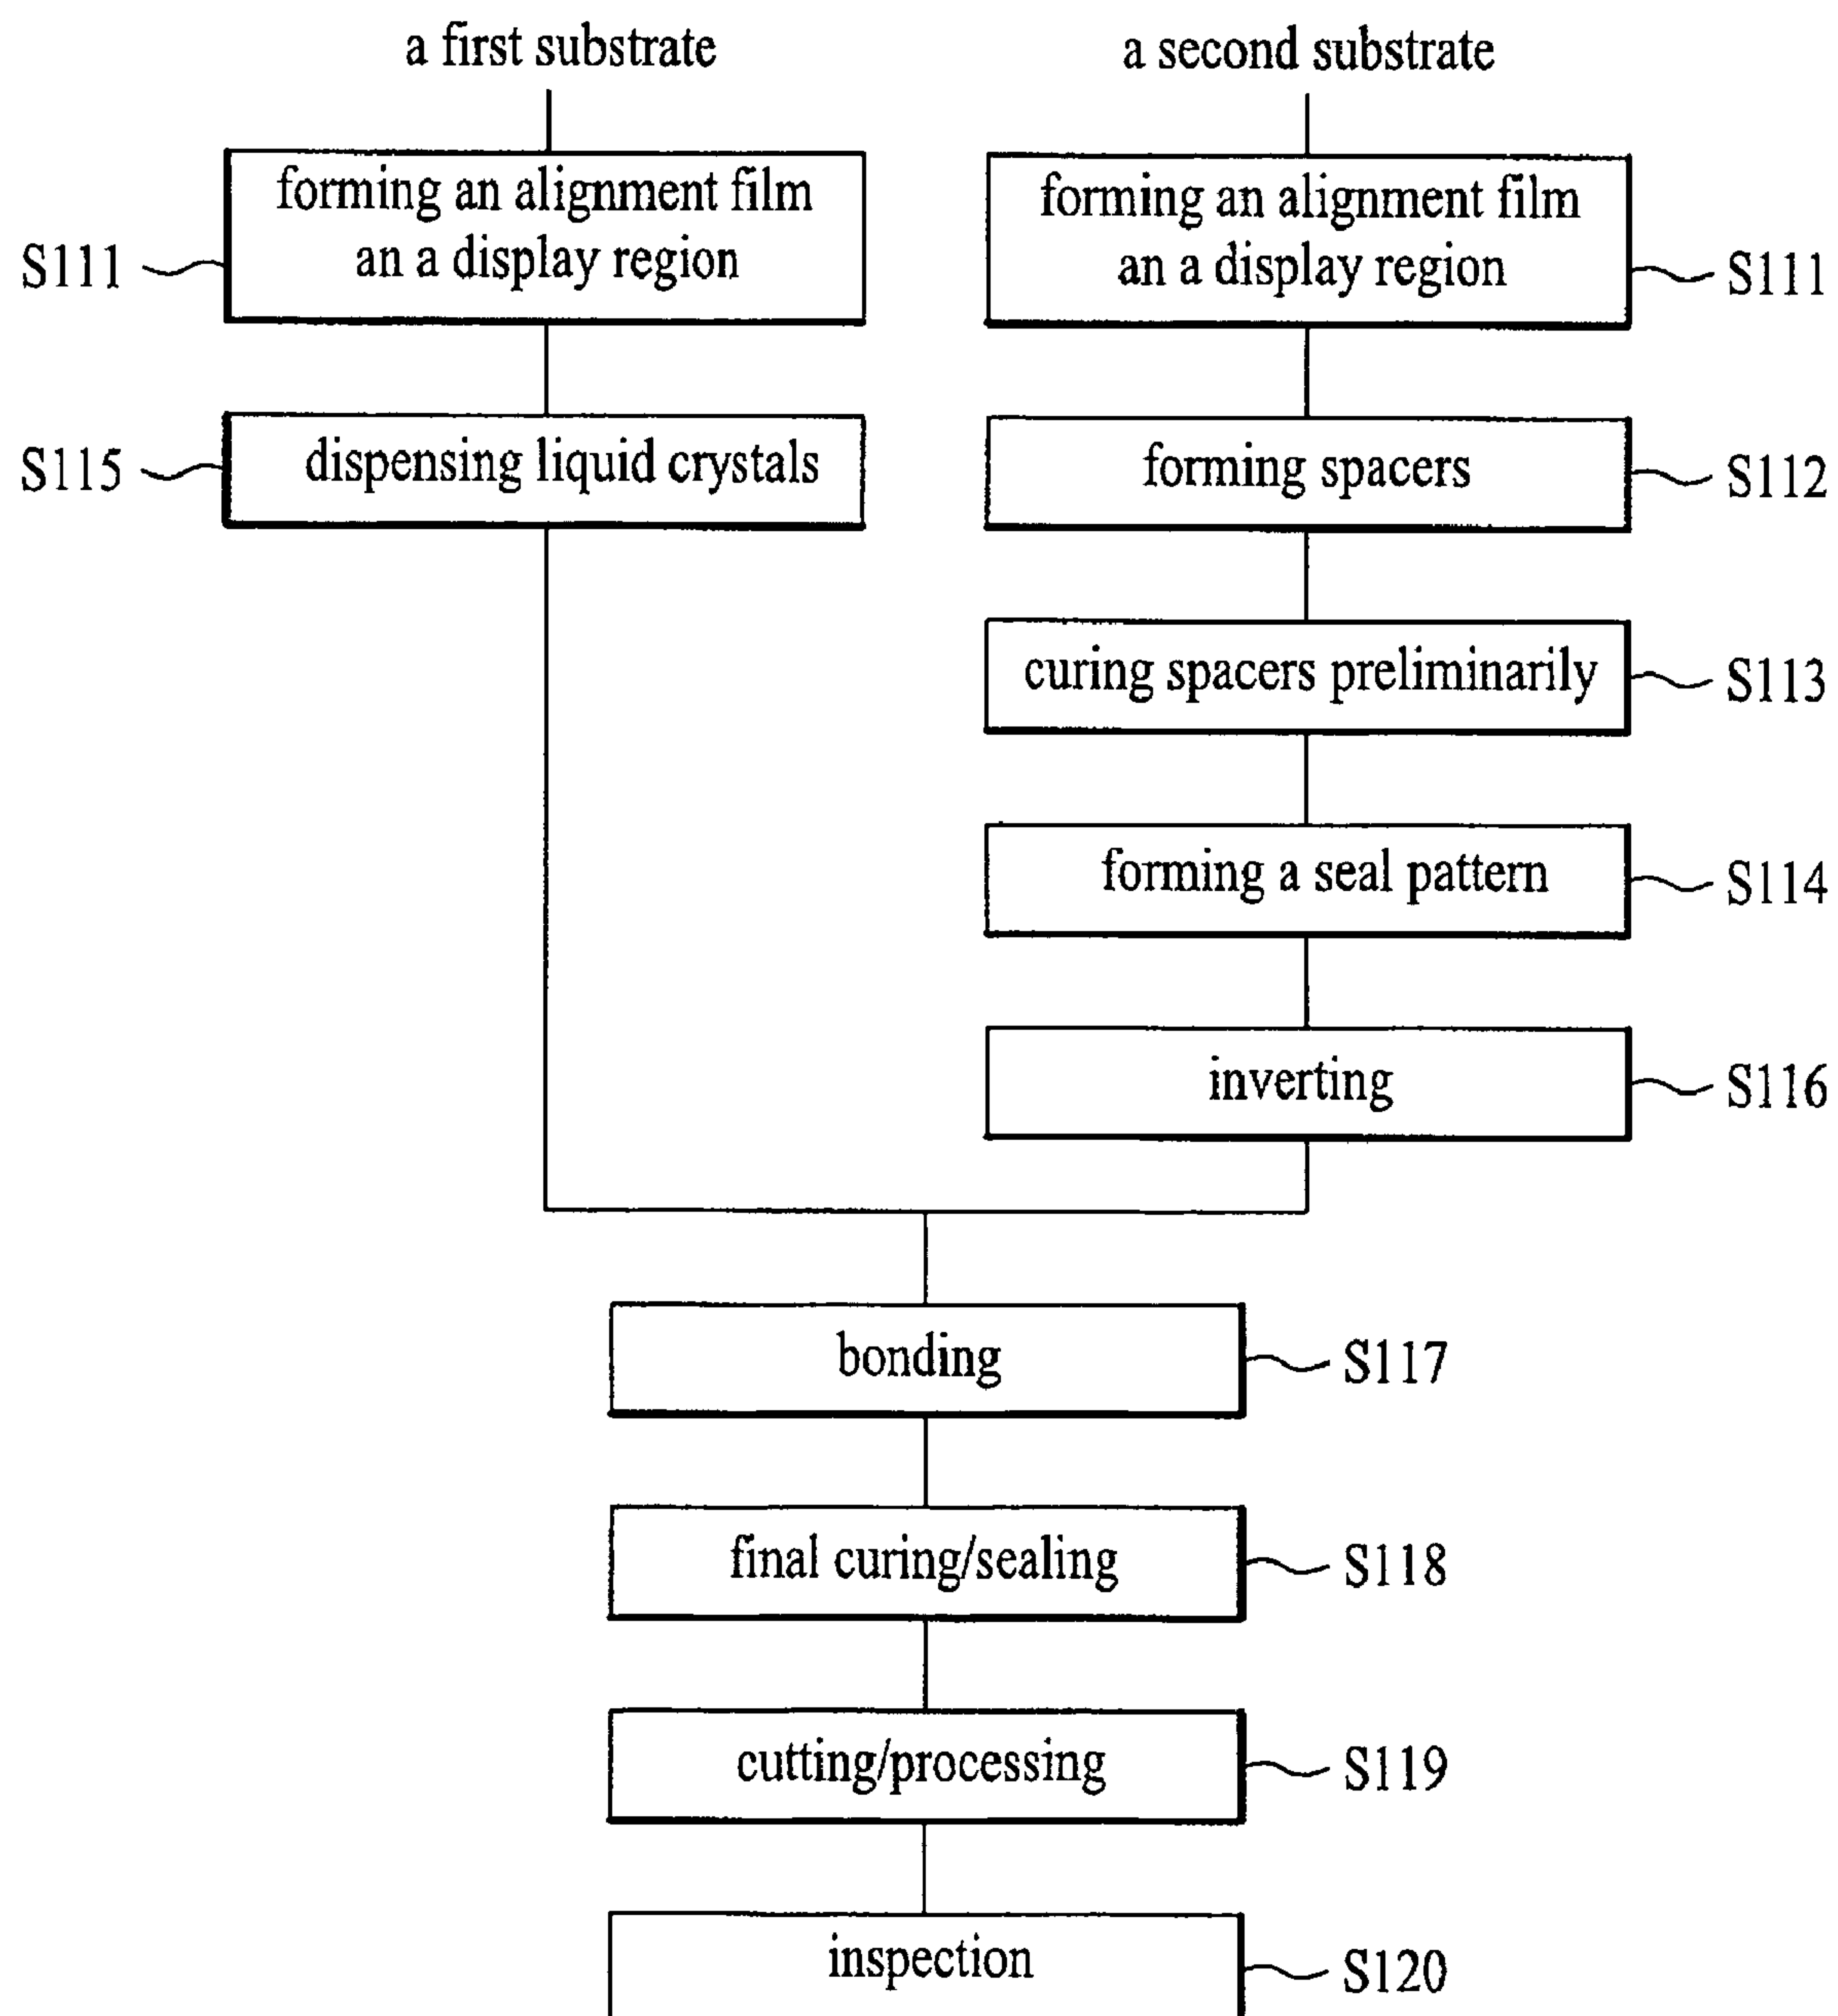 a first substrate
a second substrate
forming an alignment film
an a display region
S111
forming an alignment film
an a display region
S111
dispensing liquid crystals
S115
forming spacers
S112
curing spacers preliminarily
S113
forming a seal pattern
S114
inverting
S116
bonding
S117
final curing/sealing
S118
cutting/processing
S119
inspection
S120